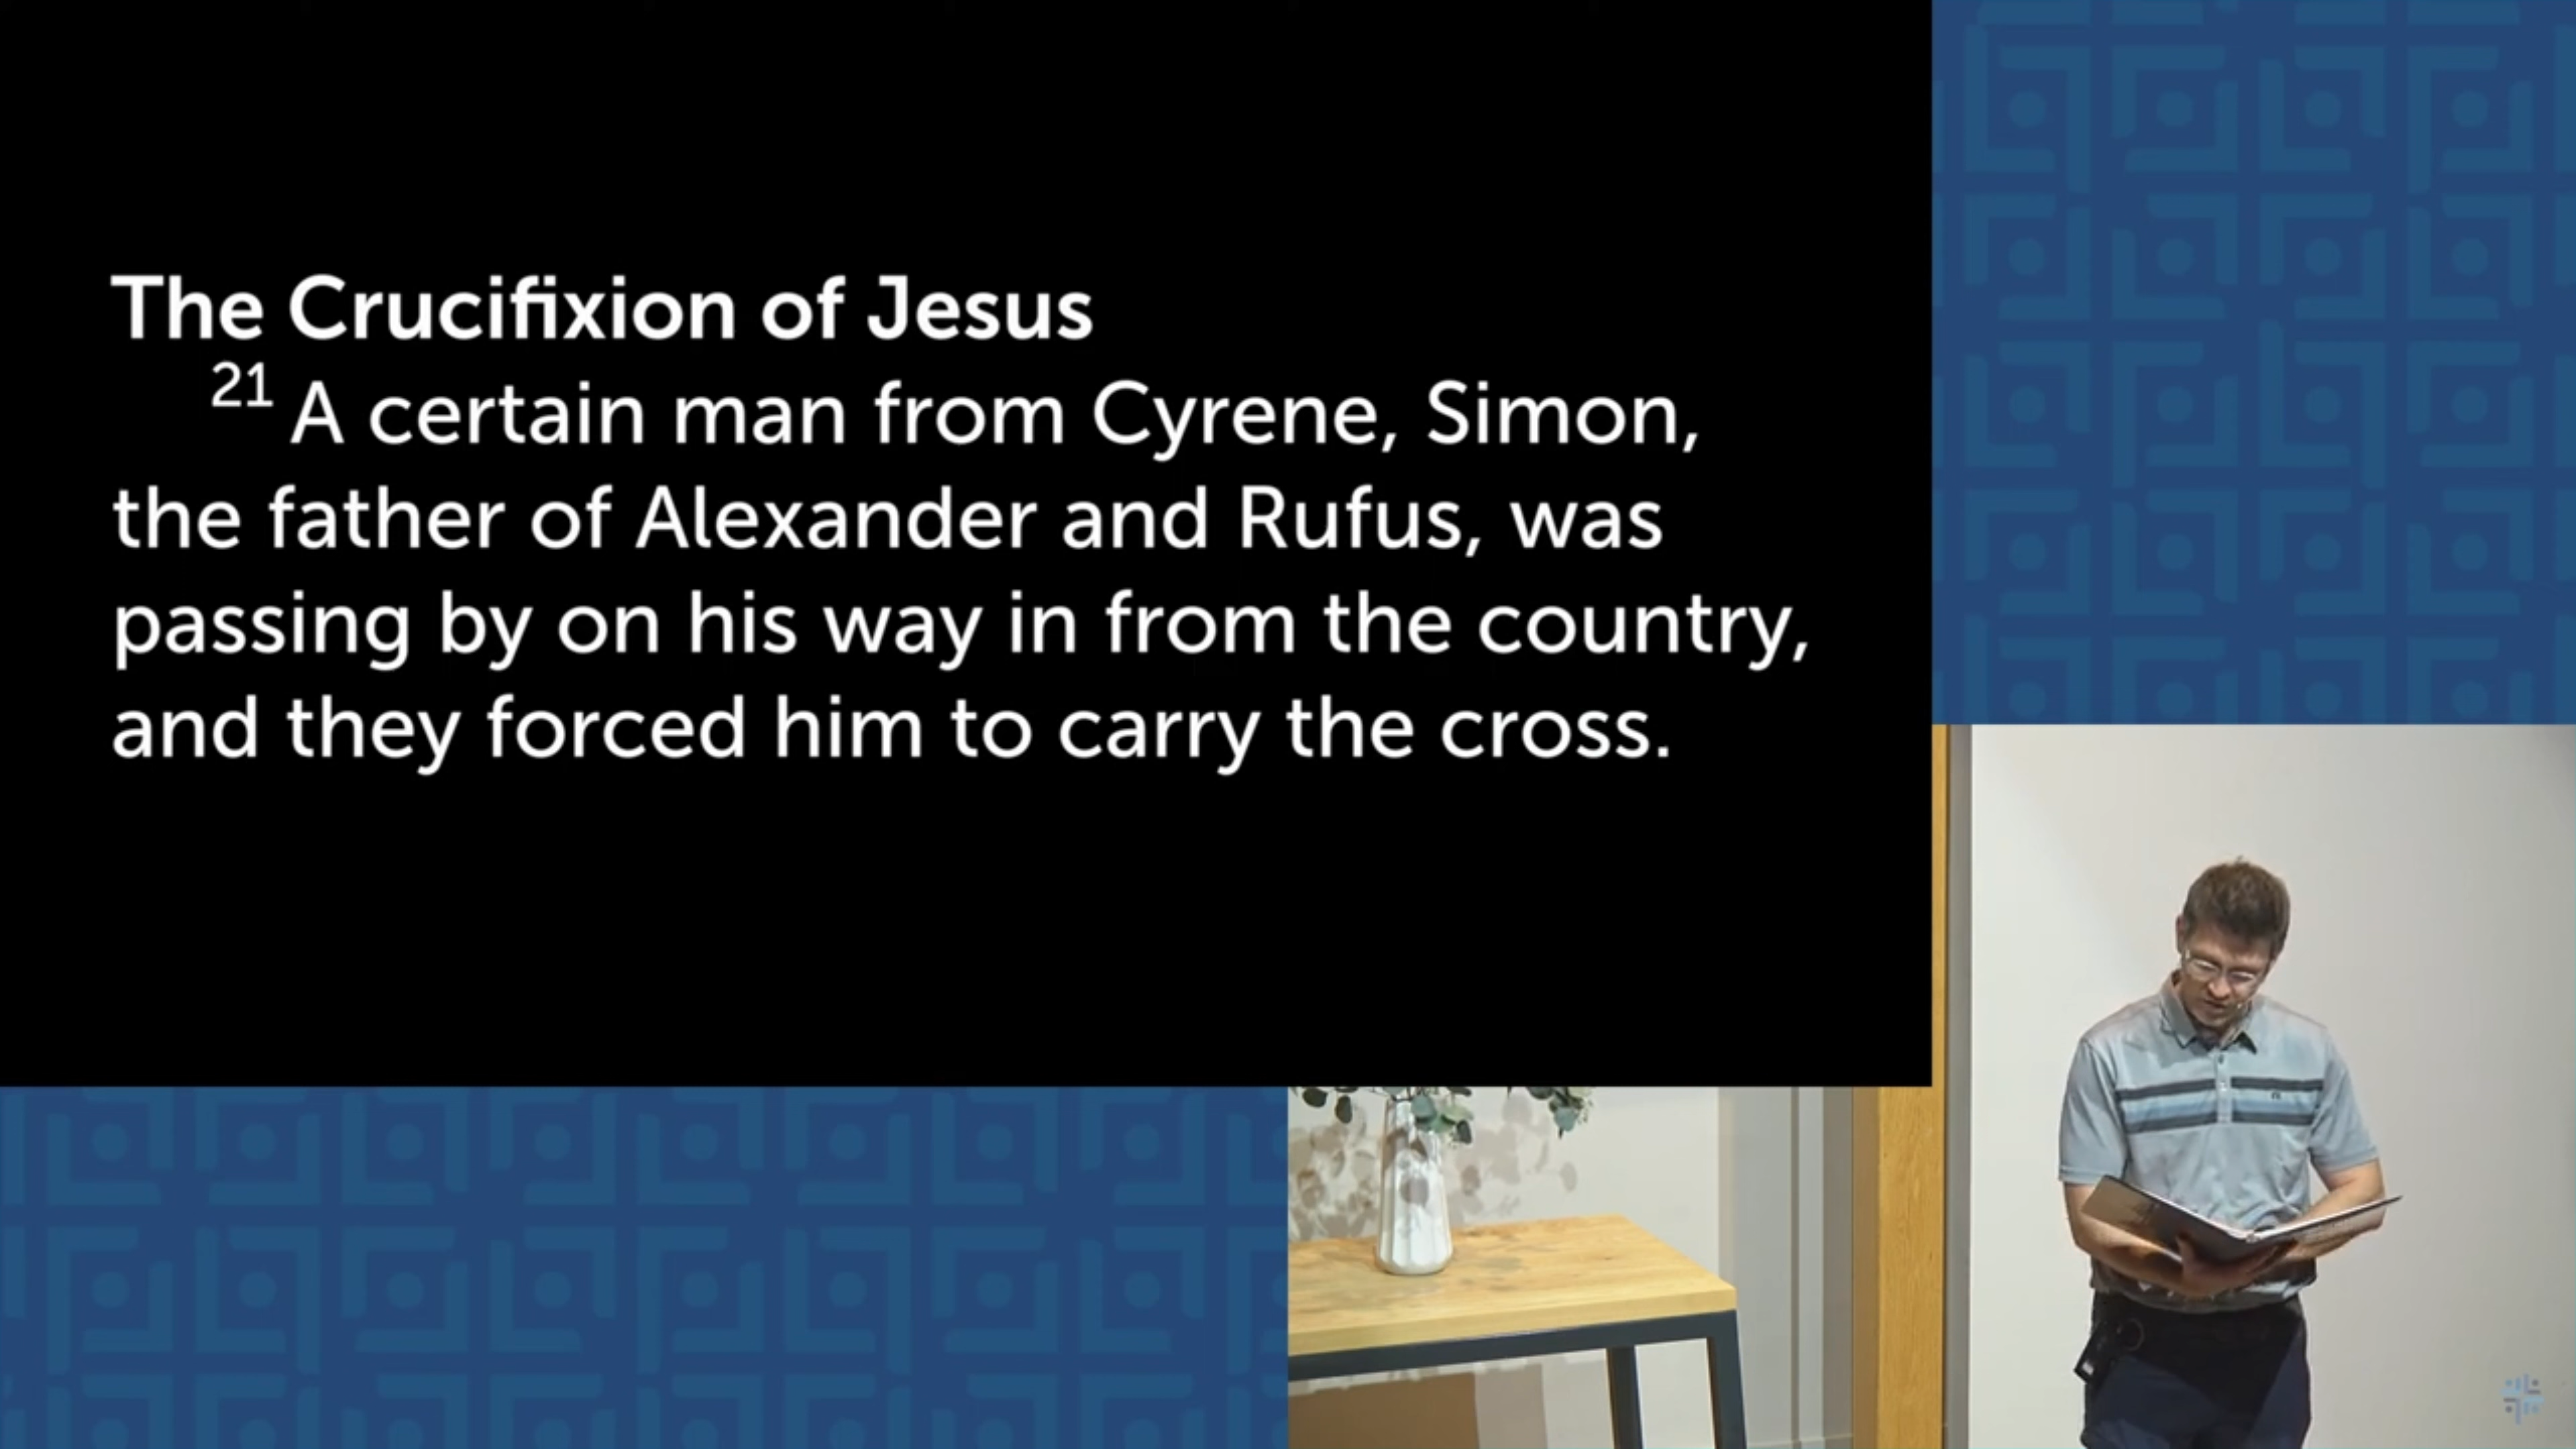 The Crucifixion of Jesus
21 A certain man from Cyrene, Simon,
the father of Alexander and Rufus, was
passing by on his way in from the country,
and they forced him to carry the cross.